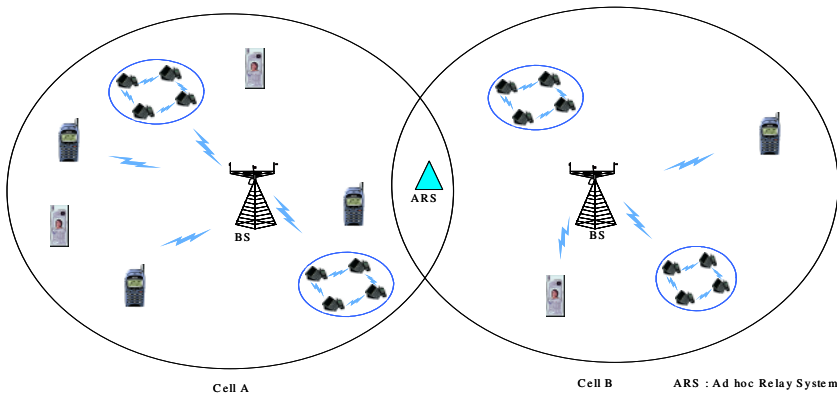 ARS
BS
BS
Cell A
Cell B
ARS : Ad hoc Relay System